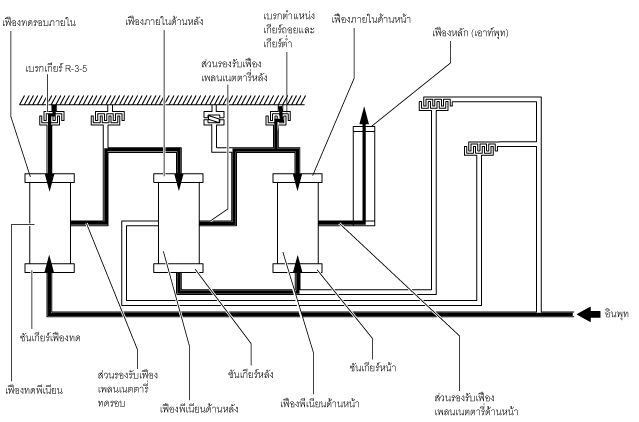 เฟืองทดรอบภายใน
เฟืองภายในด้านหลัง
เบรกตำแหน่ง
เกียร์ถอยและ
เกียร์ต่ำ
เฟืองภายในด้านหน้า
เฟืองหลัก (เอาท์พุท)
เบรกเกียร์ R-3-5
ส่วนรองรับเฟือง
เพลนเนตตารี่หลัง
อินพุท
ซันเกียร์เฟืองทด
ซันเกียร์หลัง
ซันเกียร์หน้า
เฟืองทดพีเนียน
ส่วนรองรับเฟือง
เพลนเนตตารี่
ทดรอบ
เฟืองพีเนียนด้านหลัง
เฟืองพีเนียนด้านหน้า
ส่วนรองรับเฟือง
เพลนเนตตารี่ด้านหน้า